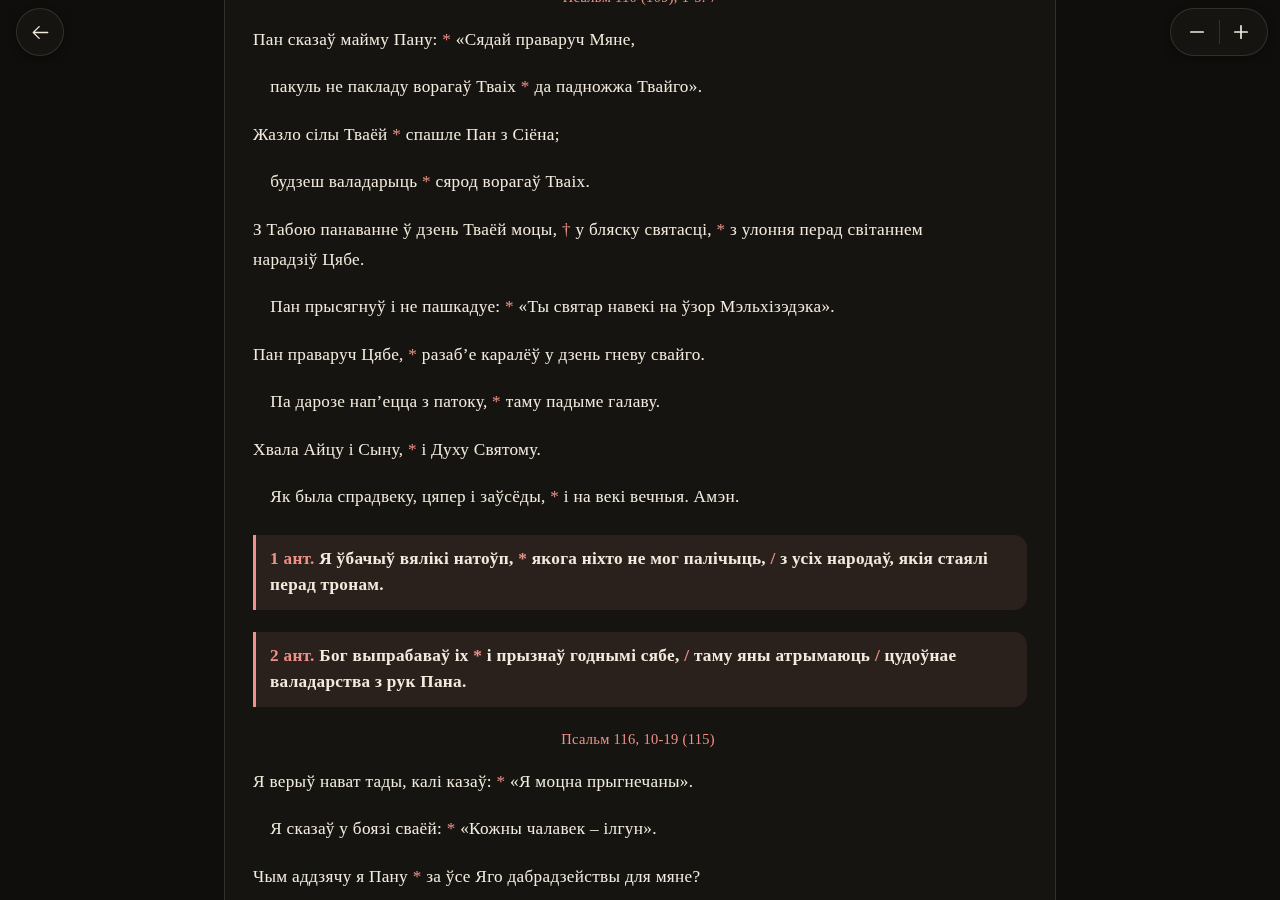 Пан сказаў майму Пану: * «Сядай праваруч Мяне,
пакуль не пакладу ворагаў Тваіх * да падножжа Твайго».
Жазло сілы Тваёй * спашле Пан з Сіёна;
будзеш валадарыць * сярод ворагаў Тваіх.
З Табою панаванне ў дзень Тваёй моцы, † у бляску святасці, * з улоння перад світаннем
нарадзіў Цябе.
Пан прысягнуў і не пашкадуе: * «Ты святар навекі на ўзор Мэльхізэдэка».
Пан праваруч Цябе, * разаб’е каралёў у дзень гневу свайго.
Па дарозе нап’ецца з патоку, * таму падыме галаву.
Хвала Айцу і Сыну, * і Духу Святому.
Як была спрадвеку, цяпер і заўсёды, * і на векі вечныя. Амэн.
1 ант. Я ўбачыў вялікі натоўп, * якога ніхто не мог палічыць, / з усіх народаў, якія стаялі
перад тронам.
2 ант. Бог выпрабаваў іх * і прызнаў годнымі сябе, / таму яны атрымаюць / цудоўнае
валадарства з рук Пана.
Псальм 116, 10-19 (115)
Я верыў нават тады, калі казаў: * «Я моцна прыгнечаны».
Я сказаў у боязі сваёй: * «Кожны чалавек – ілгун».
Чым аддзячу я Пану * за ўсе Яго дабрадзействы для мяне?